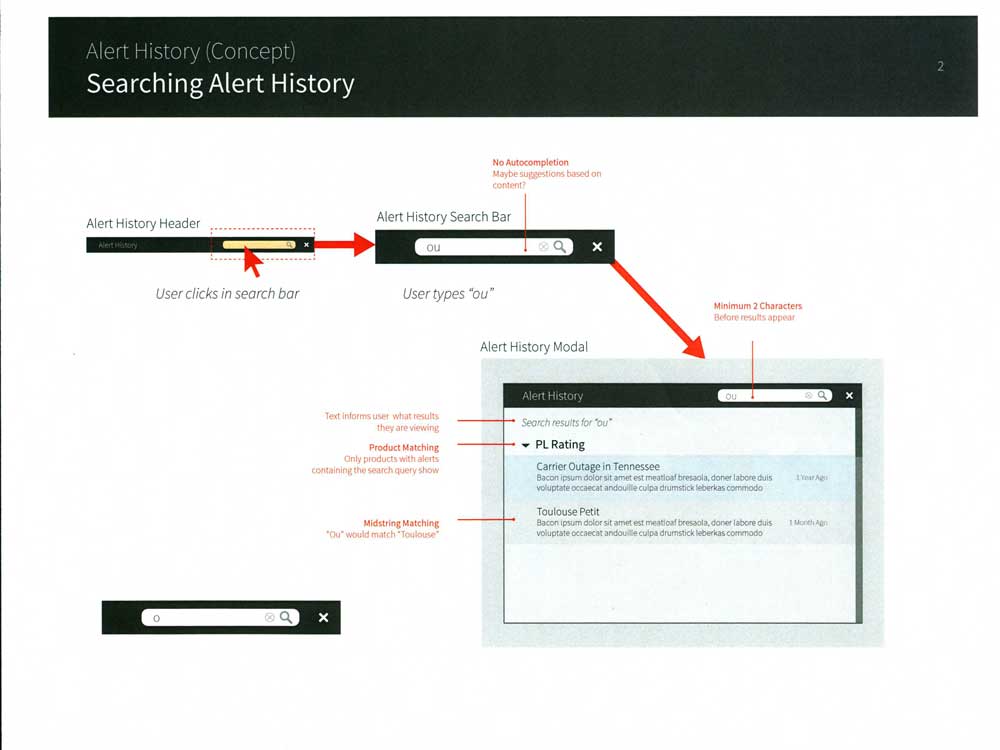 Alert History (Concept)
Searching Alert History
2
No Autocompletion
Maybe suggestions based on
content?
Alert History Header
Alert History
User clicks in search bar
Alert History Search Bar
ou
User types “ou”
Minimum 2 Characters
Before results appear
Alert History Modal
Alert History
ou
Text informs user what results
they are viewing
Search results for “ou”
Product Matching
Only products with alerts
containing the search query show
PL Rating
Carrier Outage in Tennessee
Bacon ipsum dolor sit amet est meatloaf bresaola, doner labore duis
voluptate occaecat andouille culpa drumstick leberkas commodo
1 Year Ago
Midstring Matching
“Ou” would match “Toulouse”
Toulouse Petit
Bacon ipsum dolor sit amet est meatloaf bresaola, doner labore duis
voluptate occaecat andouille culpa drumstick leberkas commodo
1 Month Ago
o